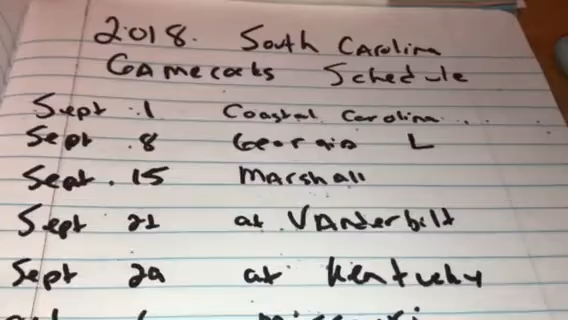 2018. South Carolina
Gamecocks Schedule
Sept .1 Coastal Carolina..
Sept .8 Georgia L
Sept. 15 Marshall
Sept 21 at Vanderbilt
Sept 29 at Kentucky